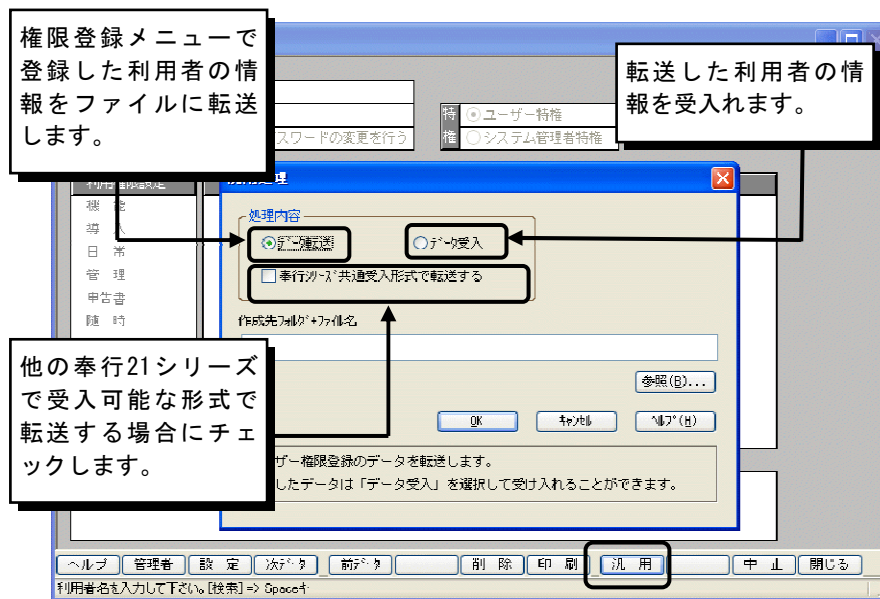 権限登録メニューで
登録した利用者の情
報をファイルに転送
します。
転送した利用者の情
報を受入れます。
特権
ユーザー特権
システム管理者特権
スワードの変更を行う
機 能
導 入
日 常
管 理
申告書
随 時
処理内容
ﾃﾞｰﾀ転送
ﾃﾞｰﾀ受入
奉行ｼﾘｰｽﾞ共通受入形式で転送する
作成先ﾌｫﾙﾀﾞ+ﾌｧｲﾙ名
参照(B)...
OK
ｷｬﾝｾﾙ
ﾍﾙﾌﾟ(H)
他の奉行21シリーズ
で受入可能な形式で
転送する場合にチェ
ックします。
ザー権限登録のデータを転送します。
したデータは「データ受入」を選択して受け入れることができます。
ヘルプ 管理者 設 定 次ﾃﾞｰﾀ 前ﾃﾞｰﾀ 削 除 印 刷 汎 用 中 止 閉じる
利用者名を入力して下さい。[検索]=> Spaceｷｰ